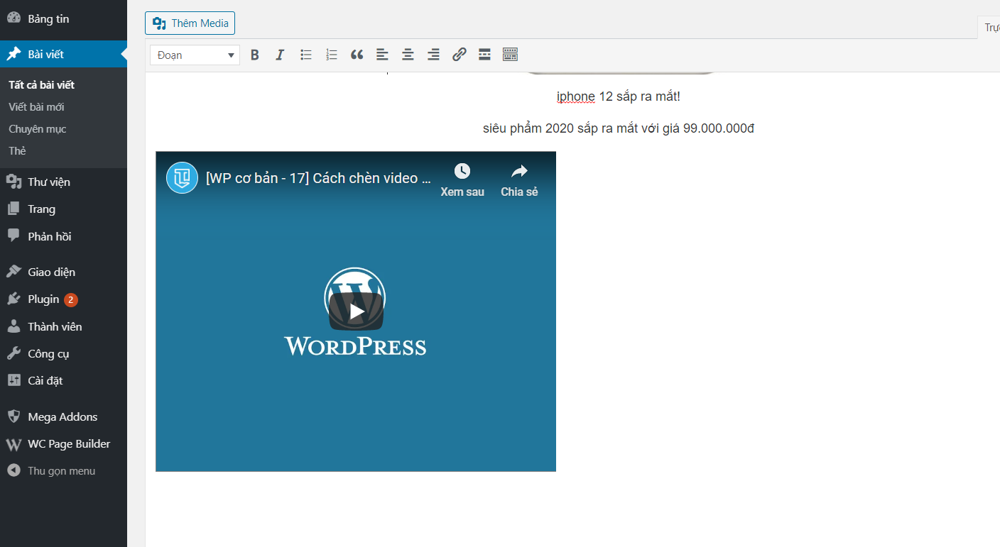 Bảng tin
Bài viết
Tất cả bài viết
Viết bài mới
Chuyên mục
Thẻ
Thư viện
Trang
Phản hồi
Giao diện
Plugin 2
Thành viên
Công cụ
Cài đặt
Mega Addons
WC Page Builder
Thu gọn menu
Thêm Media
Trực
Đoạn
iphone 12 sắp ra mắt!
siêu phẩm 2020 sắp ra mắt với giá 99.000.000đ
[WP cơ bản - 17] Cách chèn video ...
Xem sau
Chia sẻ
WORDPRESS